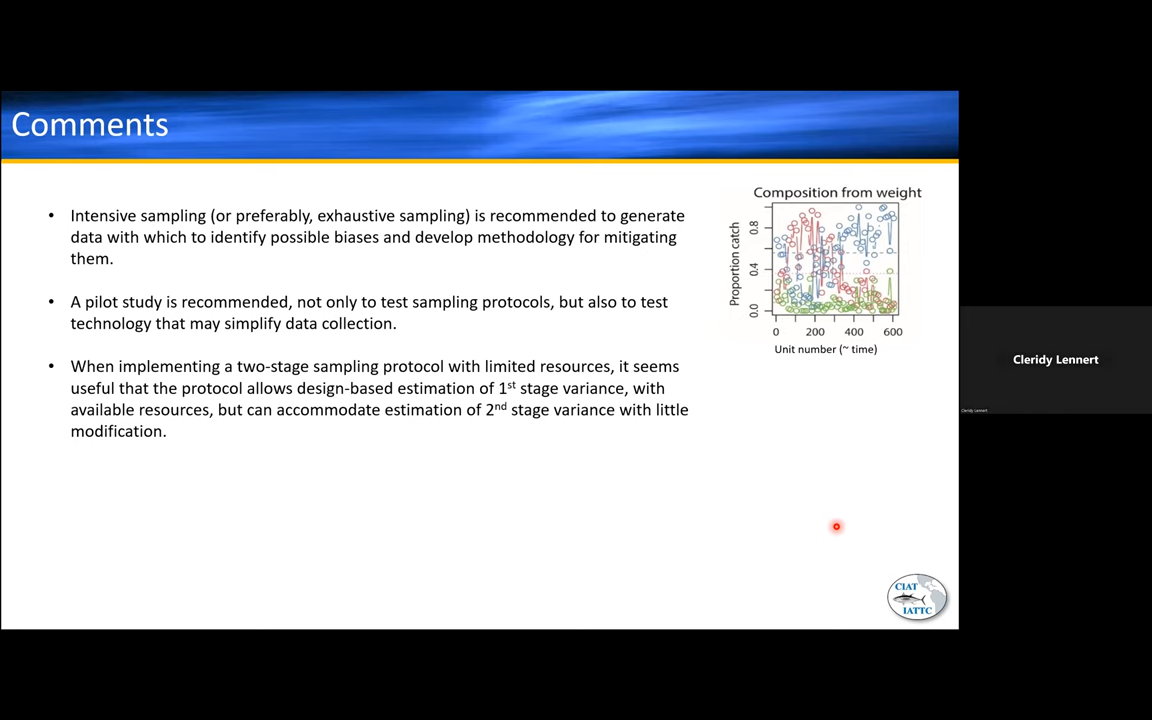 Comments
• Intensive sampling (or preferably, exhaustive sampling) is recommended to generate
data with which to identify possible biases and develop methodology for mitigating
them.
• A pilot study is recommended, not only to test sampling protocols, but also to test
technology that may simplify data collection.
• When implementing a two-stage sampling protocol with limited resources, it seems
useful that the protocol allows design-based estimation of 1st stage variance, with
available resources, but can accommodate estimation of 2nd stage variance with little
modification.
Composition from weight
Proportion catch
0.8
0.4
0.0
0 200 400 600
Unit number (~ time)
CIAT
IATTC
Cleridy Lennert
Cleridy Lennert